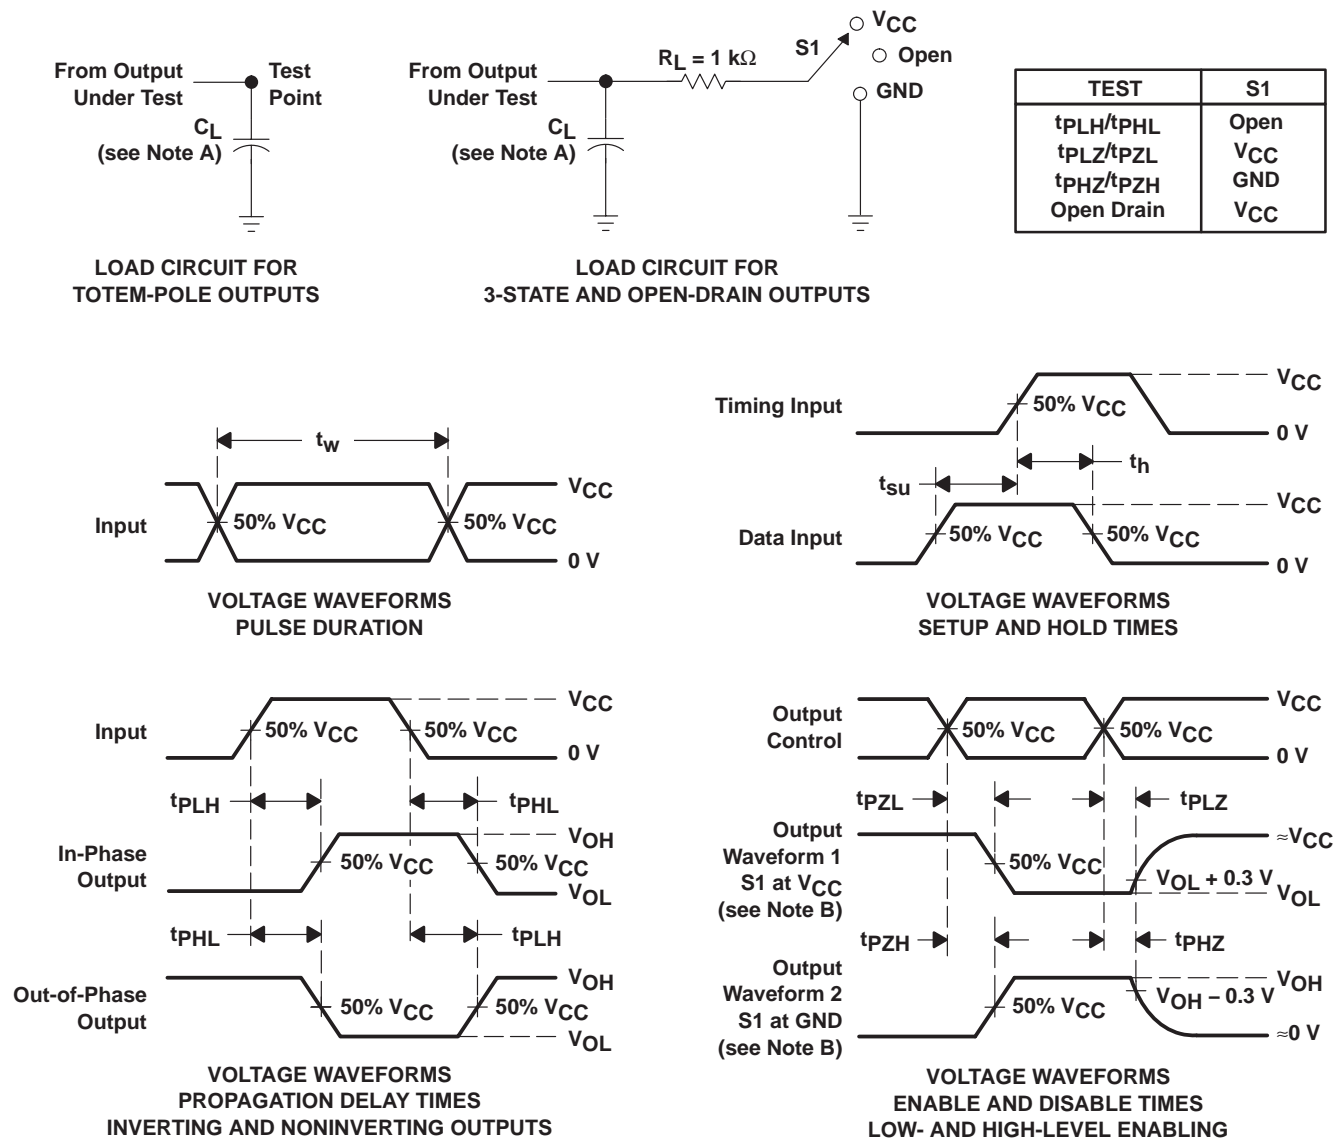 From Output
Under Test
Test
Point
CL
(see Note A)
LOAD CIRCUIT FOR
TOTEM-POLE OUTPUTS
From Output
Under Test
CL
(see Note A)
RL = 1 kΩ
S1
VCC
Open
GND
LOAD CIRCUIT FOR
3-STATE AND OPEN-DRAIN OUTPUTS
TEST S1
tPLH/tPHL Open
tPLZ/tPZL VCC
tPHZ/tPZH GND
Open Drain VCC
tw
Input
50% VCC
50% VCC
VCC
0 V
VOLTAGE WAVEFORMS
PULSE DURATION
Timing Input
50% VCC
VCC
0 V
th
tsu
Data Input
50% VCC
50% VCC
VCC
0 V
VOLTAGE WAVEFORMS
SETUP AND HOLD TIMES
Input
50% VCC
50% VCC
VCC
0 V
tPLH
tPHL
In-Phase
Output
50% VCC
50% VCC
VOH
VOL
tPHL
tPLH
Out-of-Phase
Output
50% VCC
50% VCC
VOH
VOL
VOLTAGE WAVEFORMS
PROPAGATION DELAY TIMES
INVERTING AND NONINVERTING OUTPUTS
Output
Control
50% VCC
50% VCC
VCC
0 V
tPZL
tPLZ
Output
Waveform 1
S1 at VCC
(see Note B)
50% VCC
≈VCC
VOL + 0.3 V
VOL
tPZH
tPHZ
Output
Waveform 2
S1 at GND
(see Note B)
50% VCC
VOH
VOH − 0.3 V
≈0 V
VOLTAGE WAVEFORMS
ENABLE AND DISABLE TIMES
LOW- AND HIGH-LEVEL ENABLING